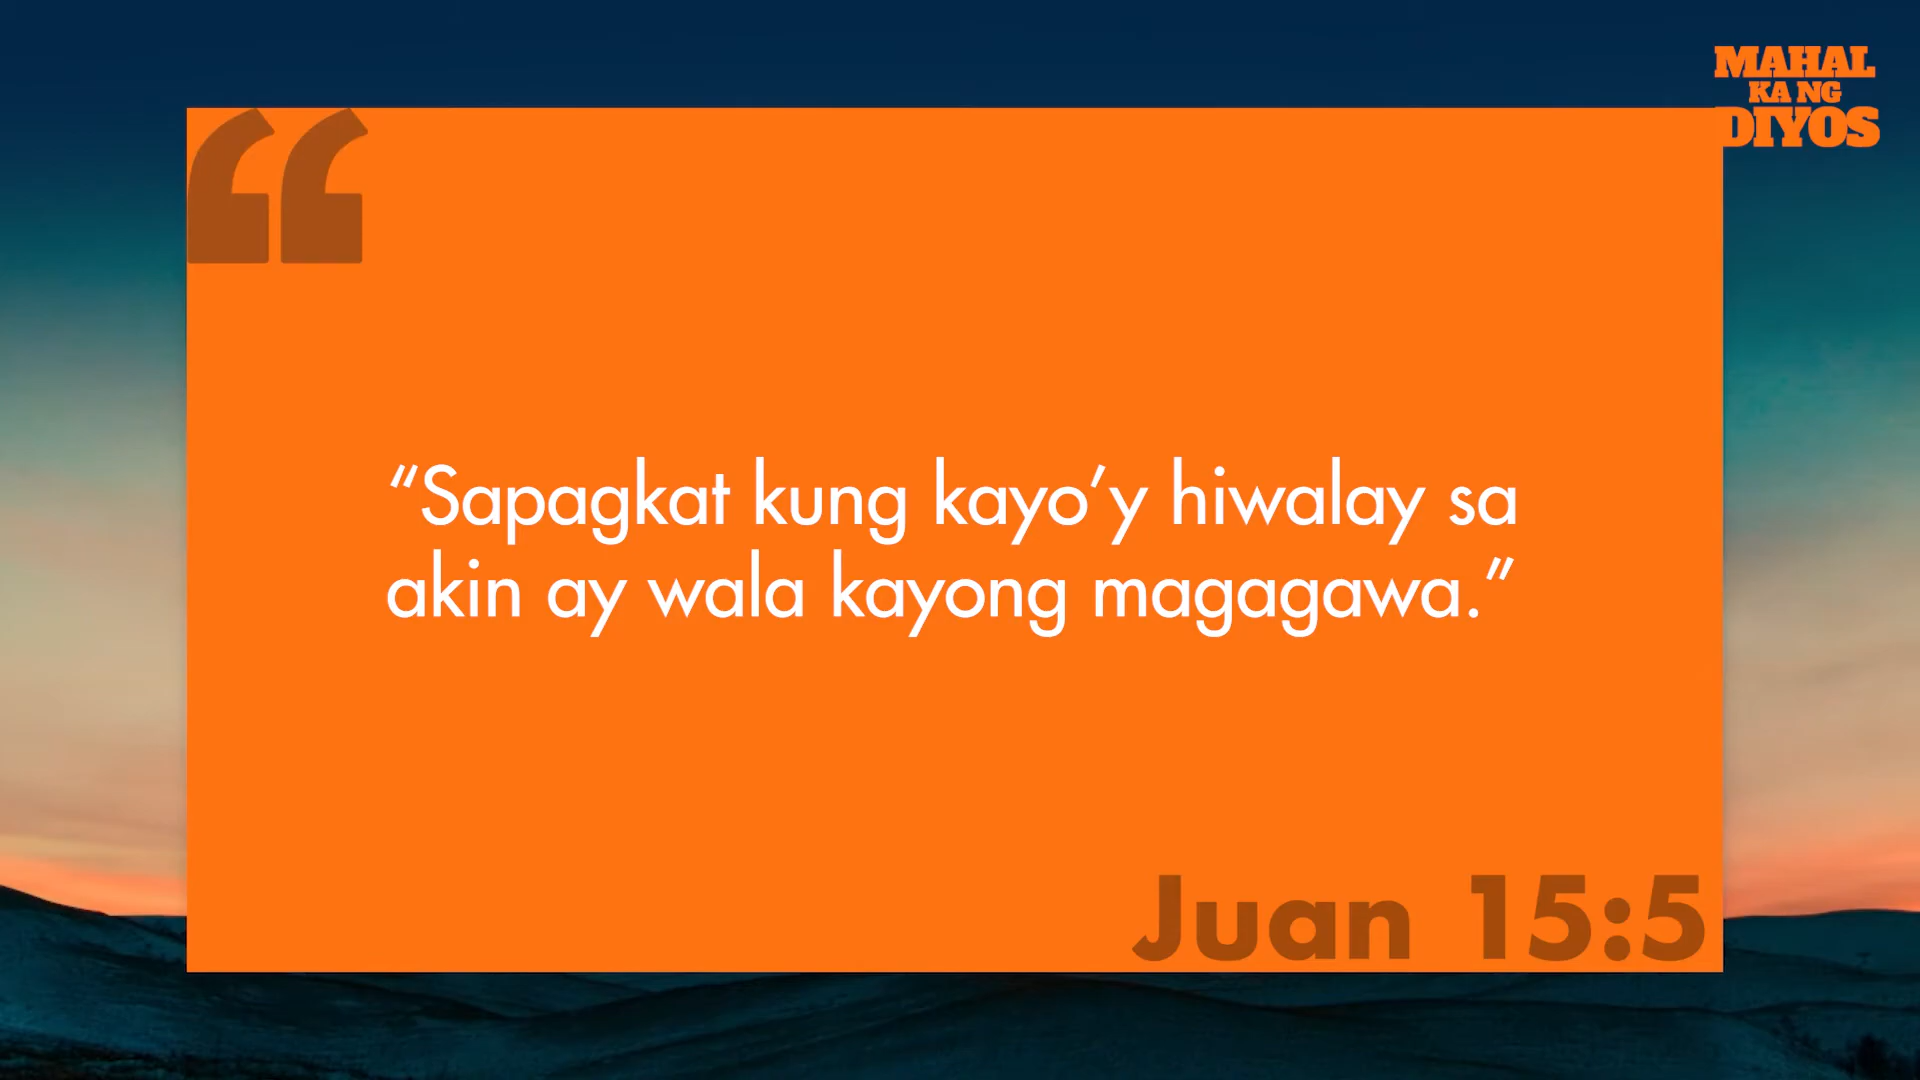 MAHAL
KA NG
DIYOS
“Sapagkat kung kayo’y hiwalay sa
akin ay wala kayong magagawa.”
Juan 15:5